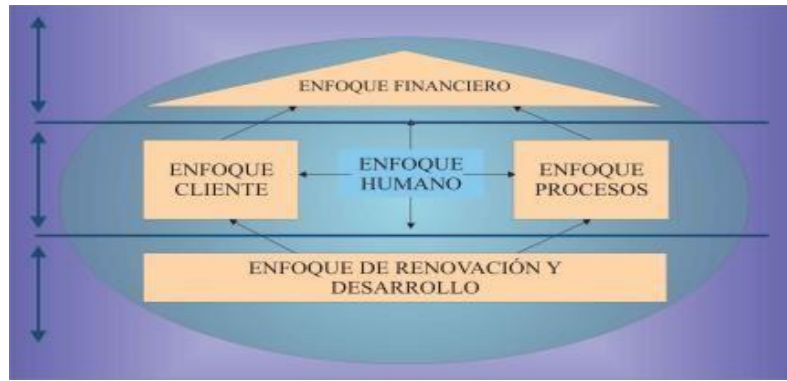 ENFOQUE FINANCIERO
ENFOQUE
CLIENTE
ENFOQUE
HUMANO
ENFOQUE
PROCESOS
ENFOQUE DE RENOVACIÓN Y
DESARROLLO